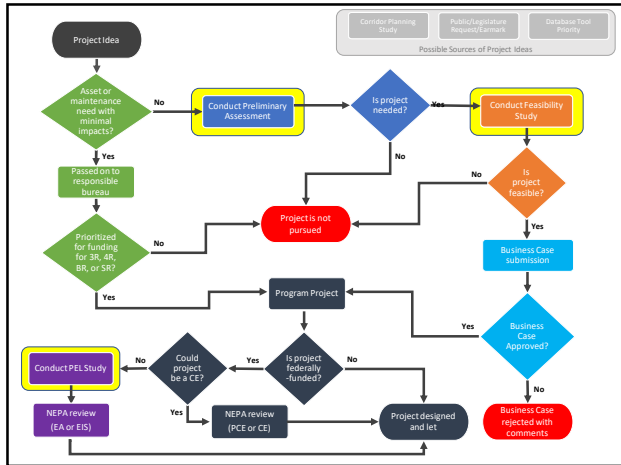 Project Idea
Corridor Planning
Study
Public/Legislature
Request/Earmark
Database Tool
Priority
Possible Sources of Project Ideas
Asset or
maintenance
need with
minimal
impacts?
No
Conduct Preliminary
Assessment
Is project
needed?
Yes
Conduct Feasibility
Study
Yes
No
Passed on to
responsible
bureau
No
Is
project
feasible?
Project is not
pursued
Prioritized
for funding
for 3R, 4R,
BR, or SR?
No
Yes
Business Case
submission
Yes
Program Project
Yes
Business
Case
Approved?
Could
project
be a CE?
No
Yes
Is project
federally
-funded?
No
Conduct PEL Study
No
Yes
NEPA review
(EA or EIS)
NEPA review
(PCE or CE)
Project designed
and let
Business Case
rejected with
comments